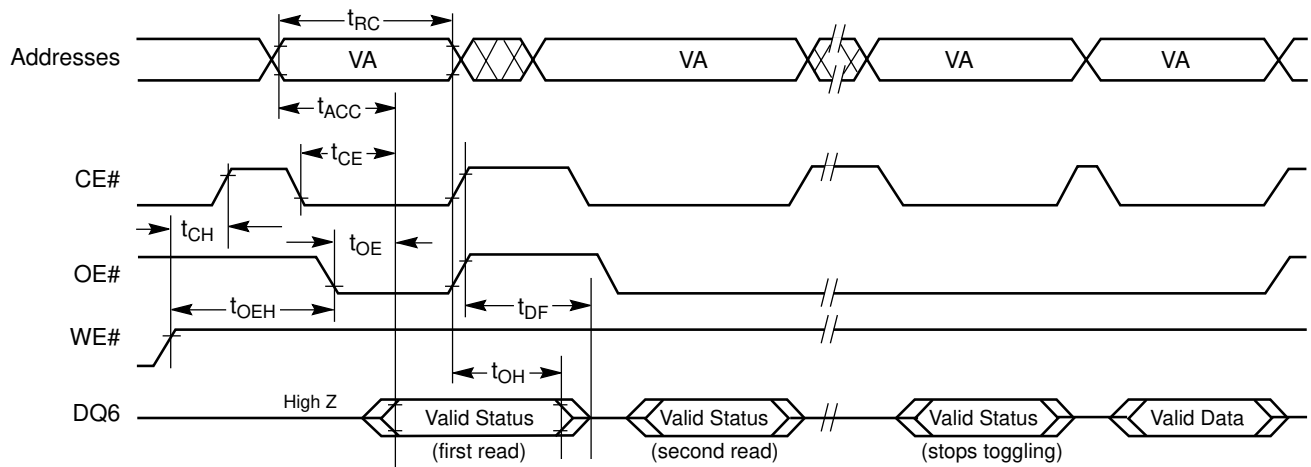 tRC
Addresses VA VA VA VA
tACC
tCE
CE#
tCH tOE
OE#
tOEH tDF
WE#
tOH
DQ6 High Z Valid Status Valid Status Valid Status Valid Data
(first read) (second read) (stops toggling)